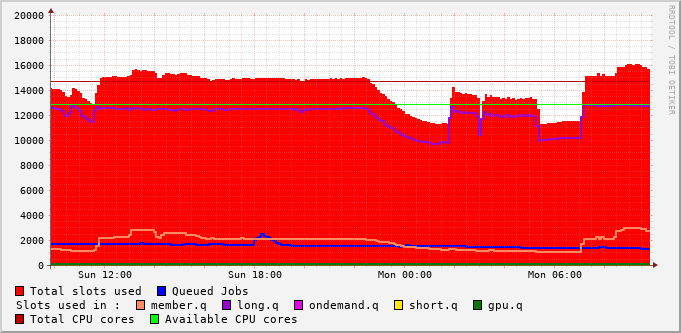 20000
18000
16000
14000
12000
10000
8000
6000
4000
2000
0
Sun 12:00 Sun 18:00 Mon 00:00 Mon 06:00
RRDTOOL / TOBI OETIKER
Total slots used Queued Jobs
Slots used in : member.q long.q ondemand.q short.q gpu.q
Total CPU cores Available CPU cores